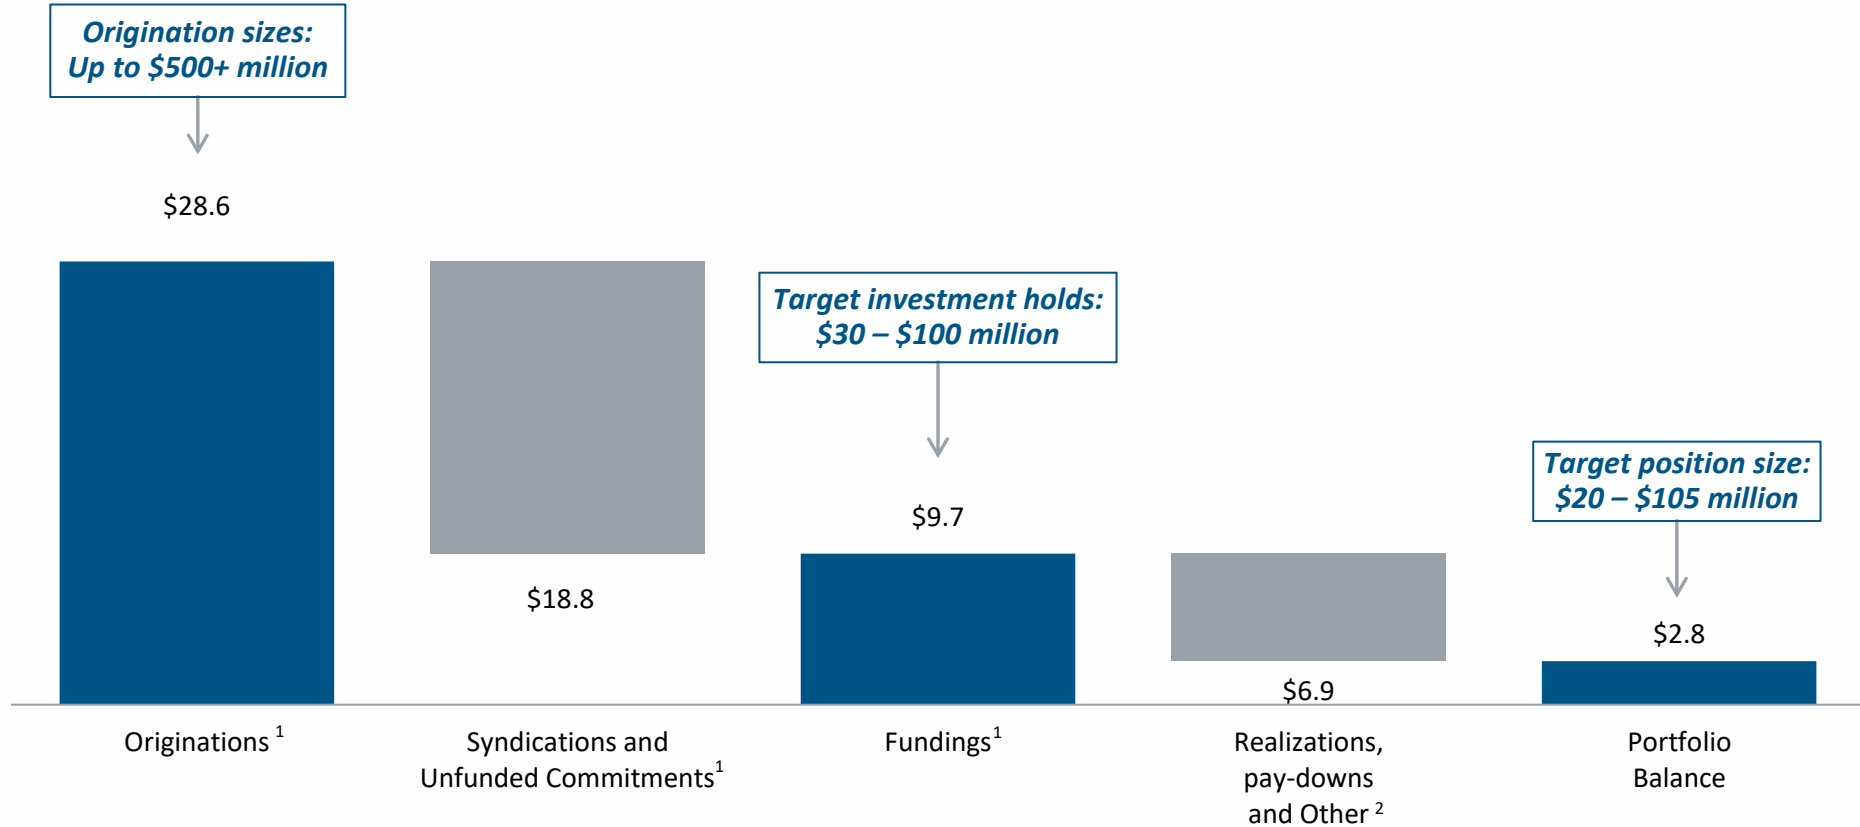 Origination sizes:
Up to $500+ million
$28.6
$18.8
Target investment holds:
$30 – $100 million
$9.7
$6.9
Target position size:
$20 – $105 million
$2.8
Originations 1
Syndications and
Unfunded Commitments1
Fundings1
Realizations,
pay-downs
and Other 2
Portfolio
Balance